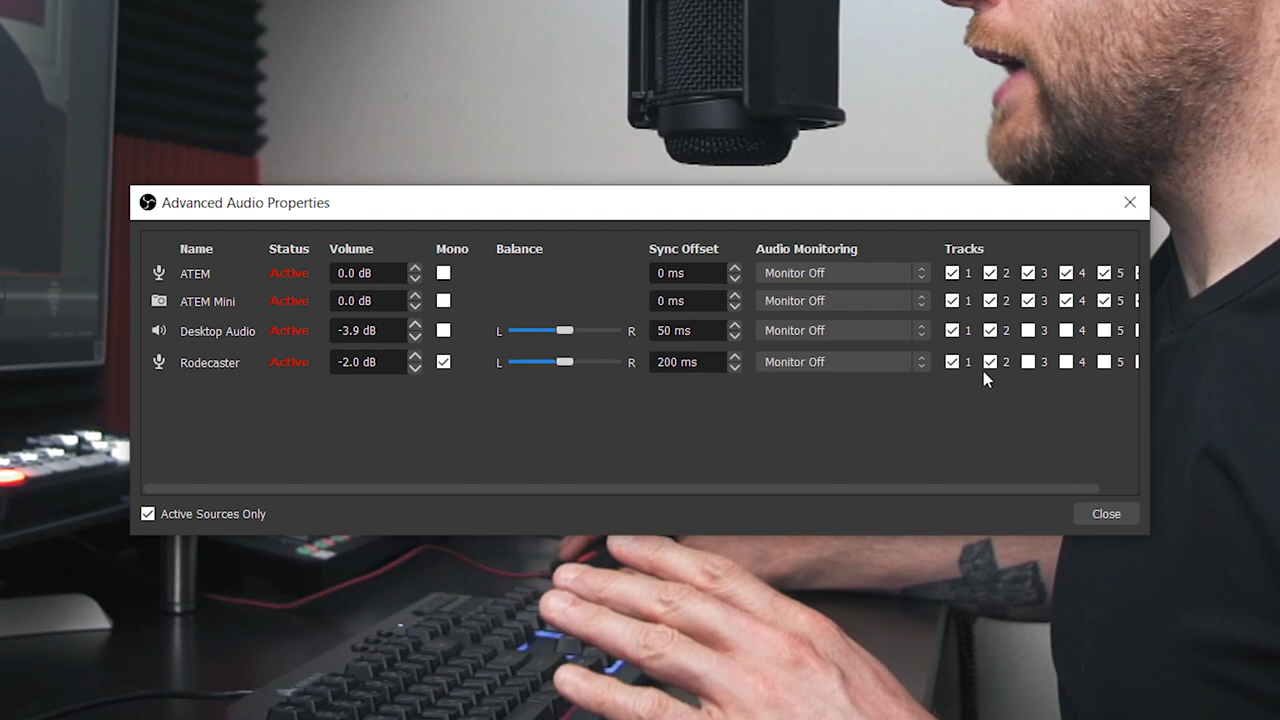 Advanced Audio Properties
Name Status Volume Mono Balance Sync Offset Audio Monitoring Tracks
ATEM Active 0.0 dB 0 ms Monitor Off 1 2 3 4 5
ATEM Mini Active 0.0 dB 0 ms Monitor Off 1 2 3 4 5
Desktop Audio Active -3.9 dB L R 50 ms Monitor Off 1 2 3 4 5
Rodecaster Active -2.0 dB L R 200 ms Monitor Off 1 2 3 4 5
Active Sources Only Close